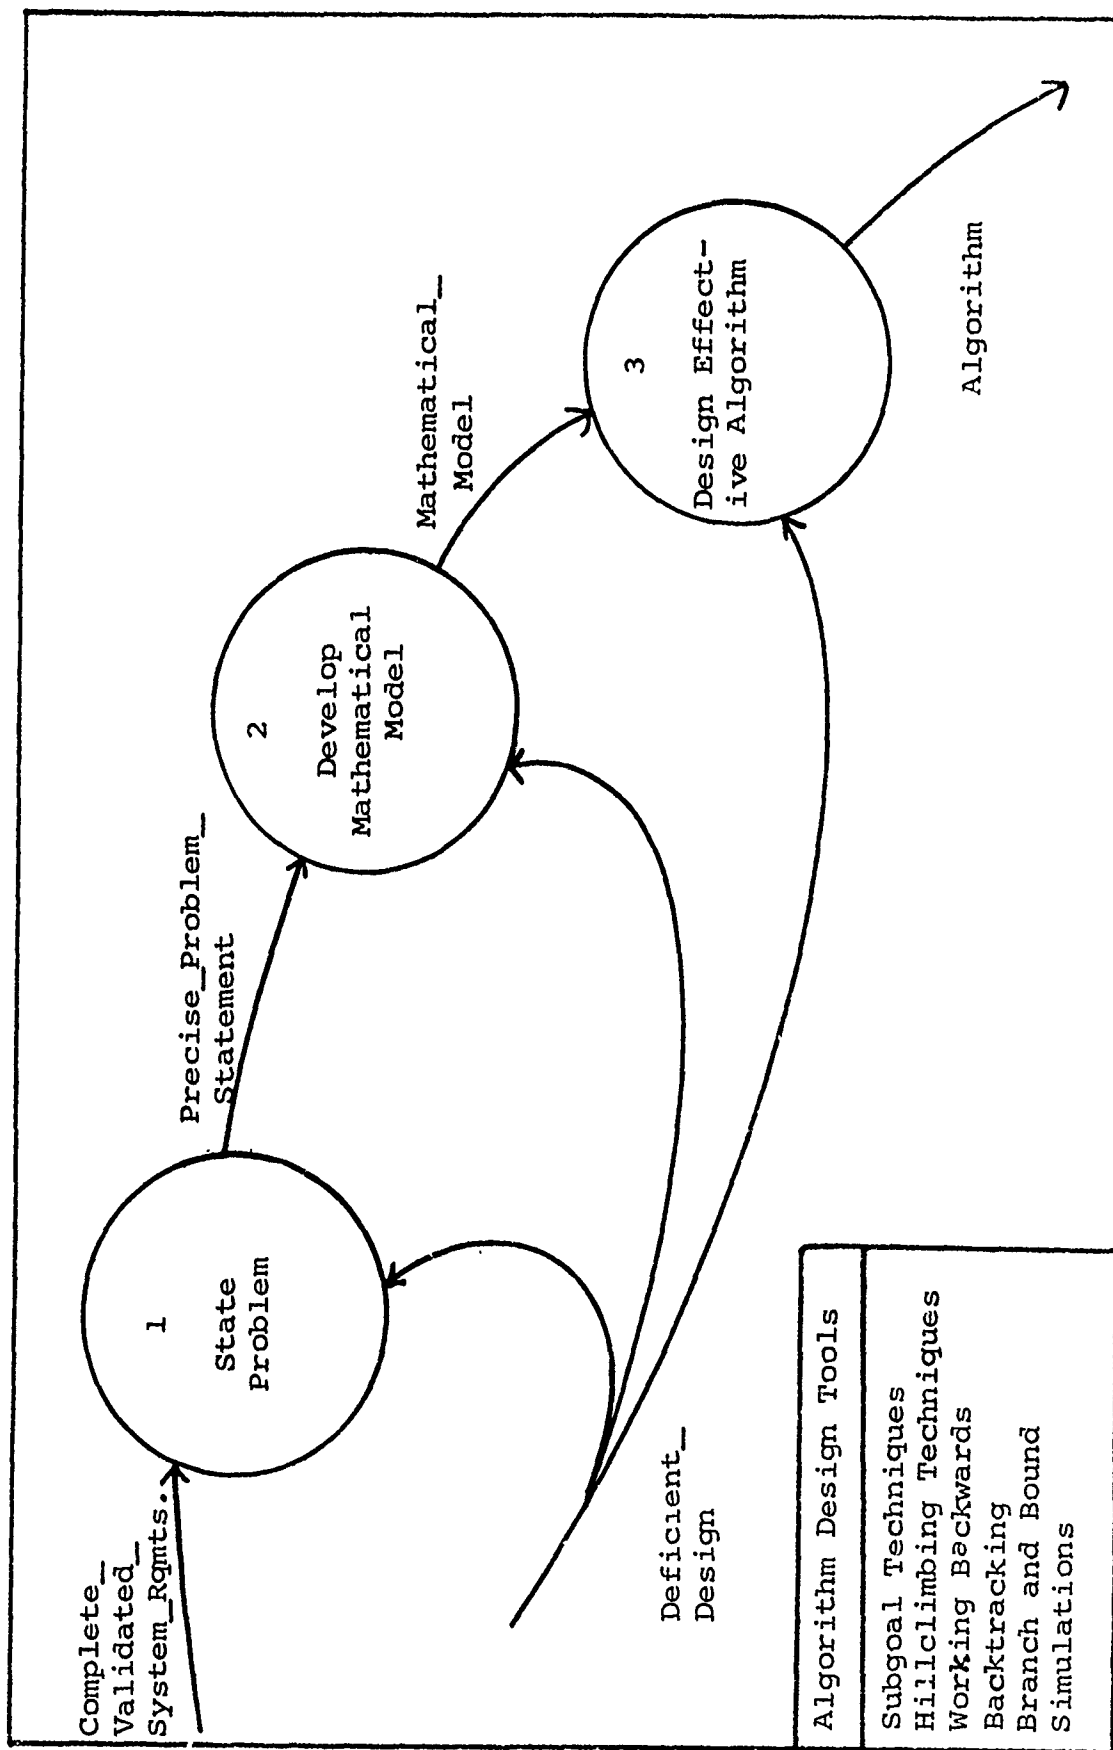 Complete_
Validated_
System_Rqmts.
1
State
Problem
Precise_Problem_
Statement
2
Develop
Mathematical
Model
Mathematical_
Model
3
Design Effect-
ive Algorithm
Algorithm
Deficient_
Design
Algorithm Design Tools
Subgoal Techniques
Hillclimbing Techniques
Working Backwards
Backtracking
Branch and Bound
Simulations